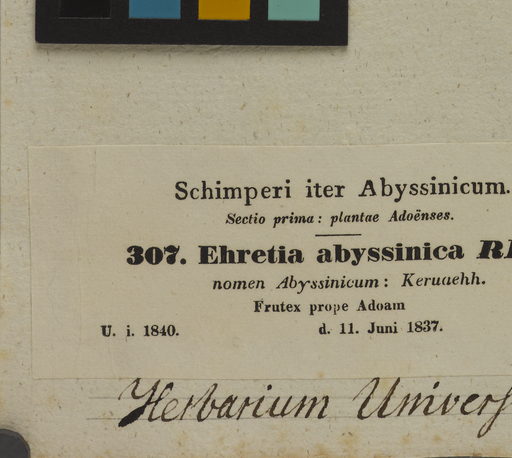 Schimperi iter Abyssinicum.
Sectio prima: plantae Adoënses.
307. Ehretia abyssinica
nomen Abyssinicum: Keruaehh.
Frutex prope Adoam
U. i. 1840. d. 11. Juni 1837.
Herbarium